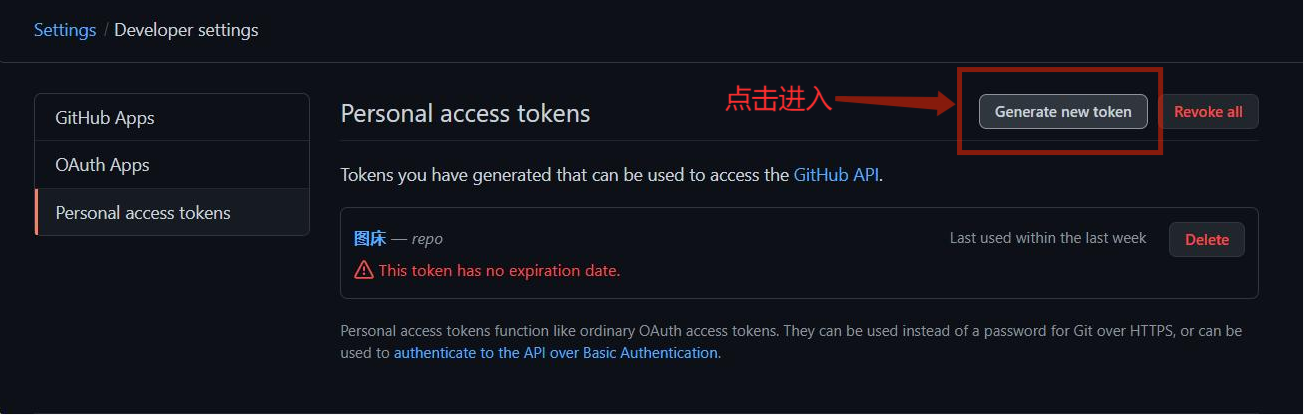 Settings / Developer settings
GitHub Apps
OAuth Apps
Personal access tokens
Personal access tokens
点击进入
Generate new token
Revoke all
Tokens you have generated that can be used to access the GitHub API.
图床 — repo
Last used within the last week
Delete
This token has no expiration date.
Personal access tokens function like ordinary OAuth access tokens. They can be used instead of a password for Git over HTTPS, or can be
used to authenticate to the API over Basic Authentication.